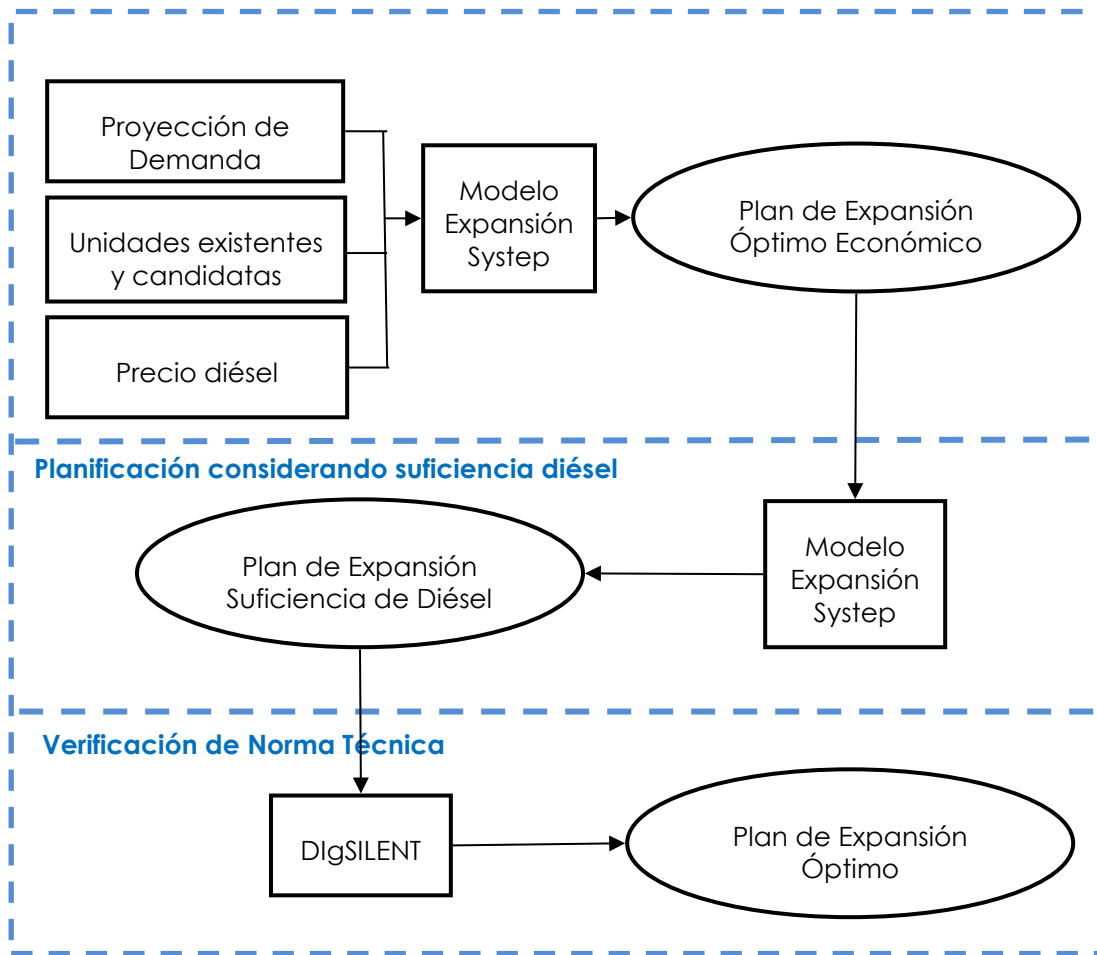 Proyección de
Demanda
Unidades existentes
y candidatas
Precio diésel
Modelo
Expansión
Systep
Plan de Expansión
Óptimo Económico
Planificación considerando suficiencia diésel
Plan de Expansión
Suficiencia de Diésel
Modelo
Expansión
Systep
Verificación de Norma Técnica
DIgSILENT
Plan de Expansión
Óptimo